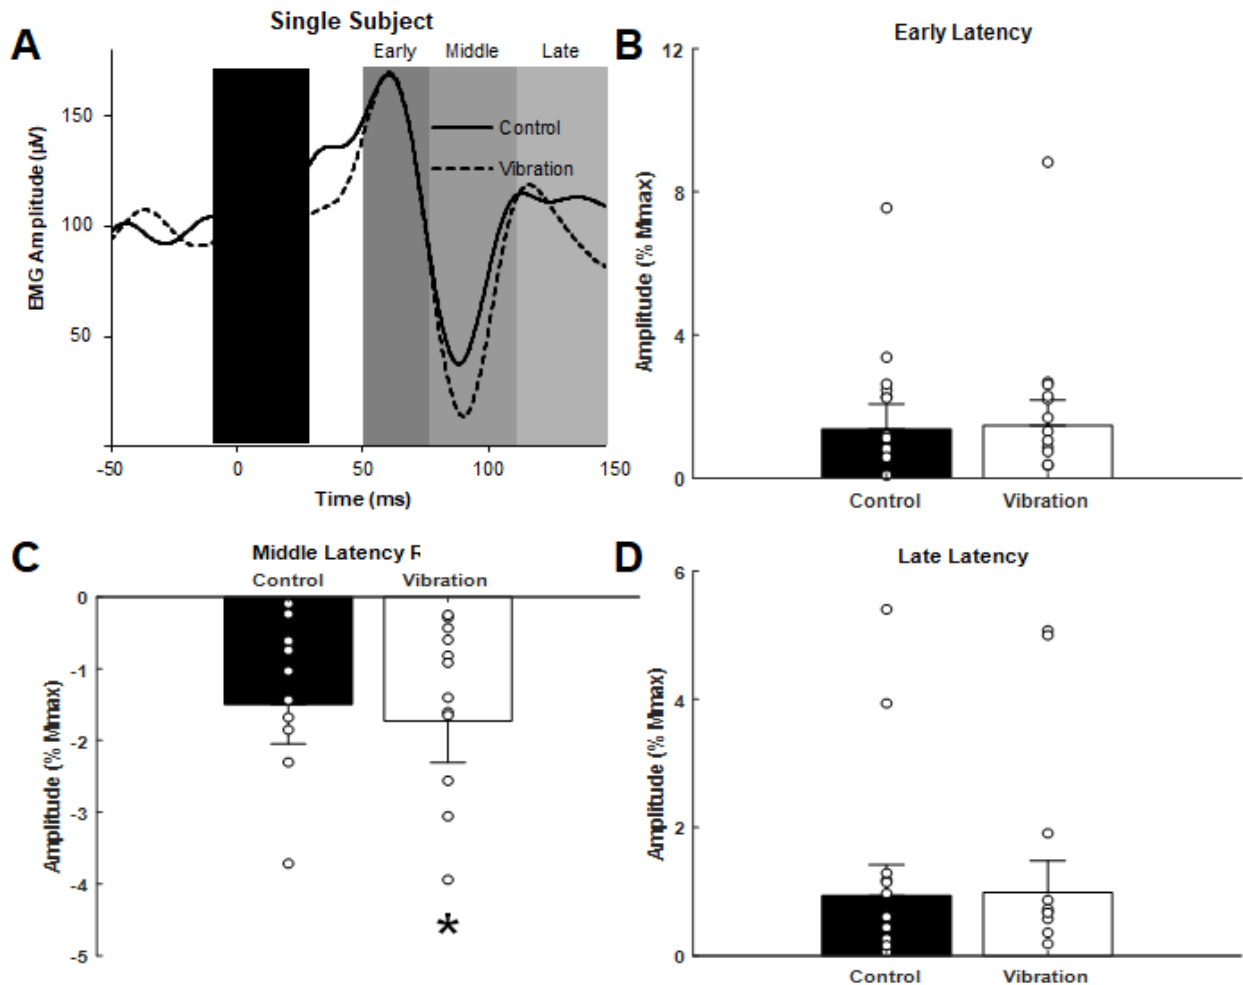 A
Single Subject
Early Middle Late
150
100
50
EMG Amplitude (µV)
Control
Vibration
-50 0 50 100 150
Time (ms)
B
Early Latency
12
8
4
0
Amplitude (% Mmax)
Control Vibration
C
Middle Latency R
Control Vibration
0
-1
-2
-3
-4
-5
Amplitude (% Mmax)
*
D
Late Latency
6
4
2
0
Amplitude (% Mmax)
Control Vibration